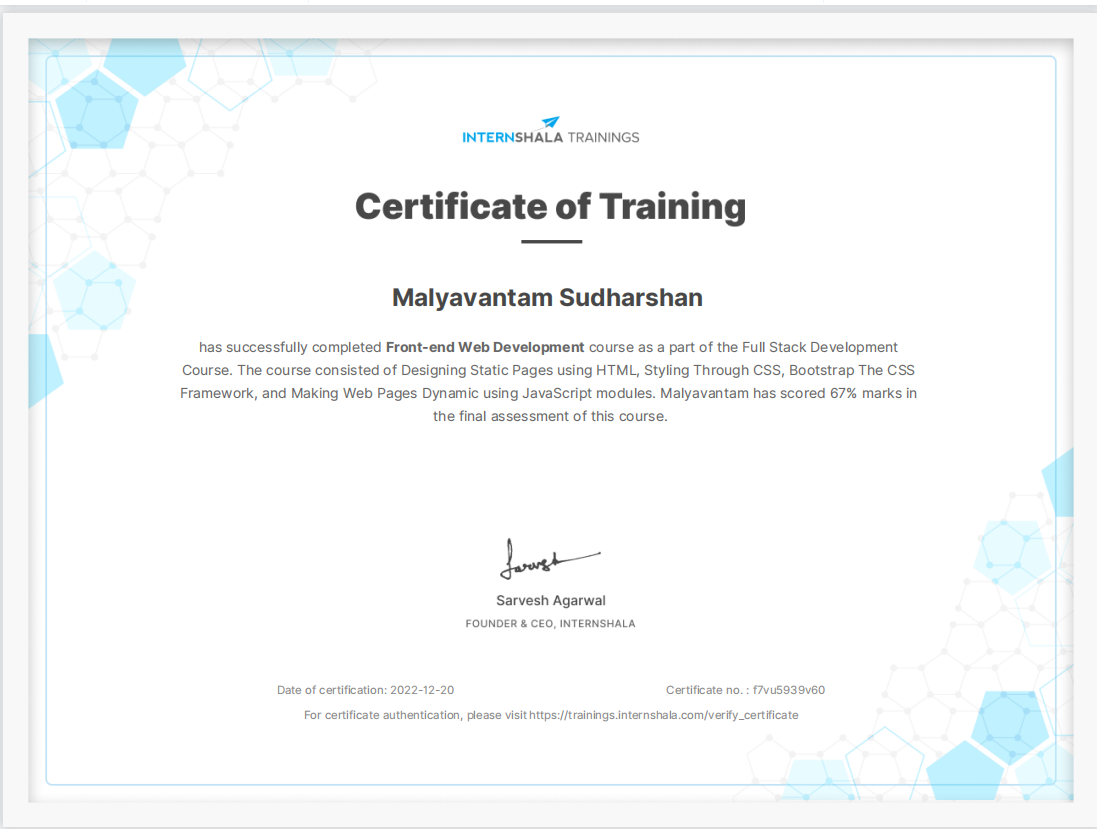 INTERNSHALA TRAININGS
Certificate of Training
Malyavantam Sudharshan
has successfully completed Front-end Web Development course as a part of the Full Stack Development
Course. The course consisted of Designing Static Pages using HTML, Styling Through CSS, Bootstrap The CSS
Framework, and Making Web Pages Dynamic using JavaScript modules. Malyavantam has scored 67% marks in
the final assessment of this course.
Sarvesh
Sarvesh Agarwal
FOUNDER & CEO, INTERNSHALA
Date of certification: 2022-12-20
Certificate no. : f7vu5939v60
For certificate authentication, please visit https://trainings.internshala.com/verify_certificate